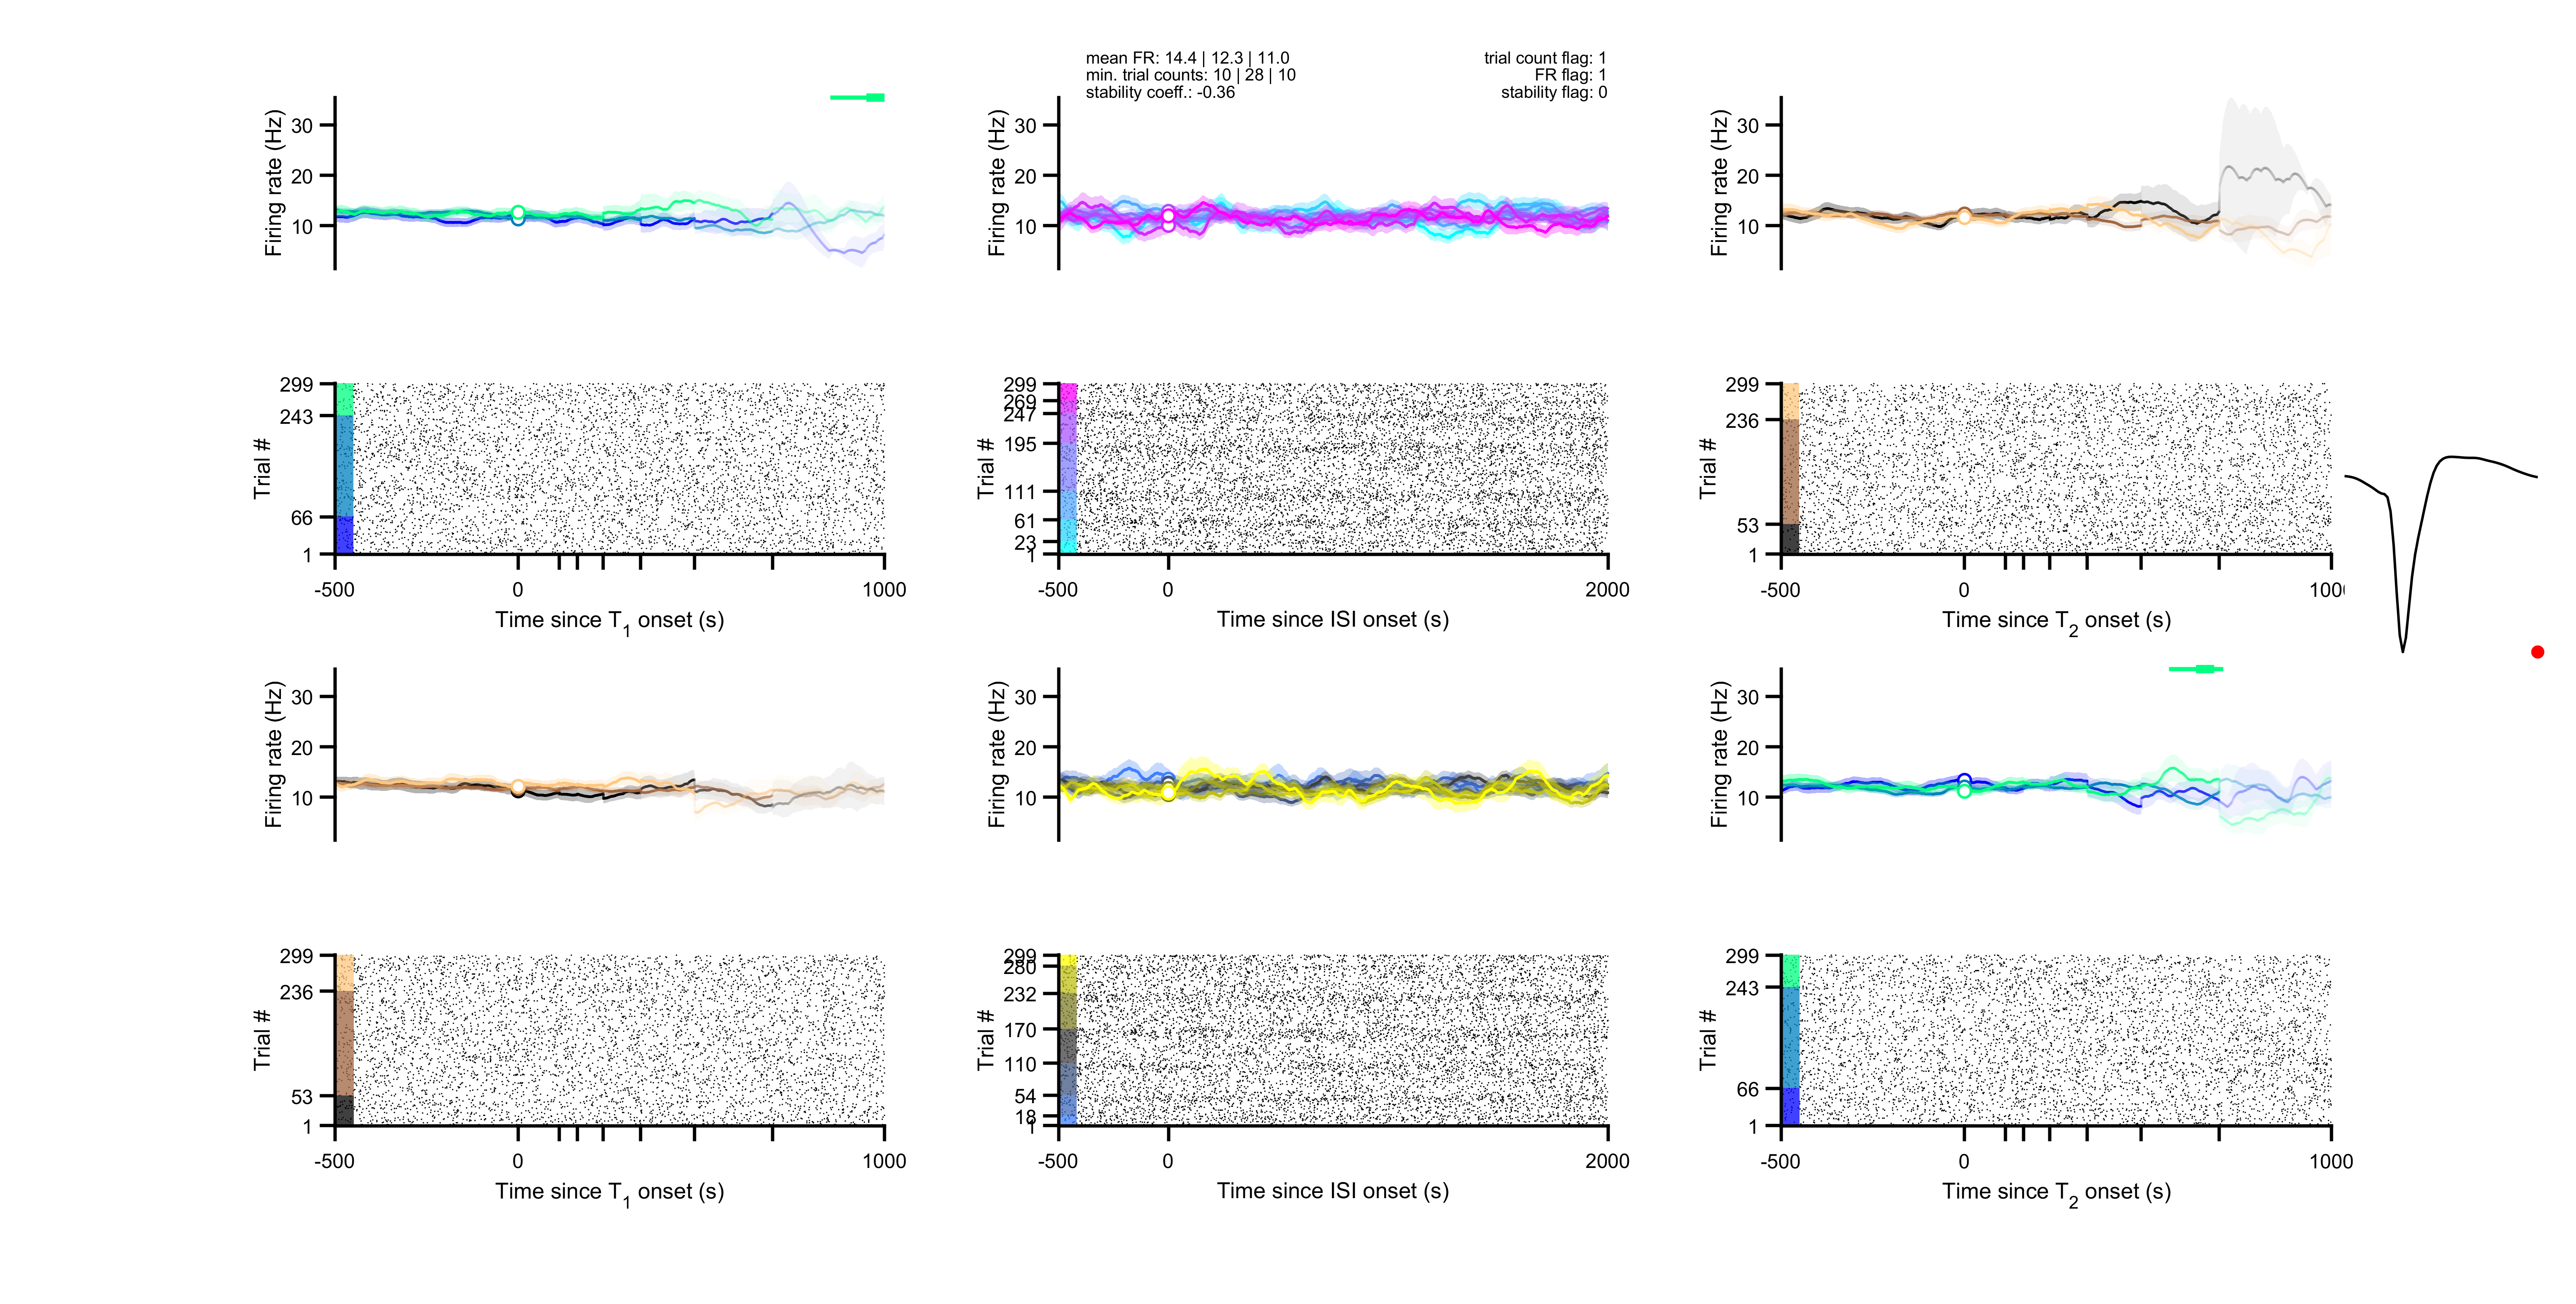 mean FR: 14.4 | 12.3 | 11.0
min. trial counts: 10 | 28 | 10
stability coeff.: -0.36
trial count flag: 1
FR flag: 1
stability flag: 0
Firing rate (Hz)
30
20
10
Firing rate (Hz)
30
20
10
Firing rate (Hz)
30
20
10
Trial #
299
243
66
1
-500
0
1000
Time since T1 onset (s)
Trial #
299
269
247
195
111
61
23
1
-500
0
2000
Time since ISI onset (s)
Trial #
299
236
53
1
-500
0
100
Time since T2 onset (s)
Firing rate (Hz)
30
20
10
Firing rate (Hz)
30
20
10
Firing rate (Hz)
30
20
10
Trial #
299
236
53
1
-500
0
1000
Time since T1 onset (s)
Trial #
299
280
232
170
110
54
18
1
-500
0
2000
Time since ISI onset (s)
Trial #
299
243
66
1
-500
0
1000
Time since T2 onset (s)